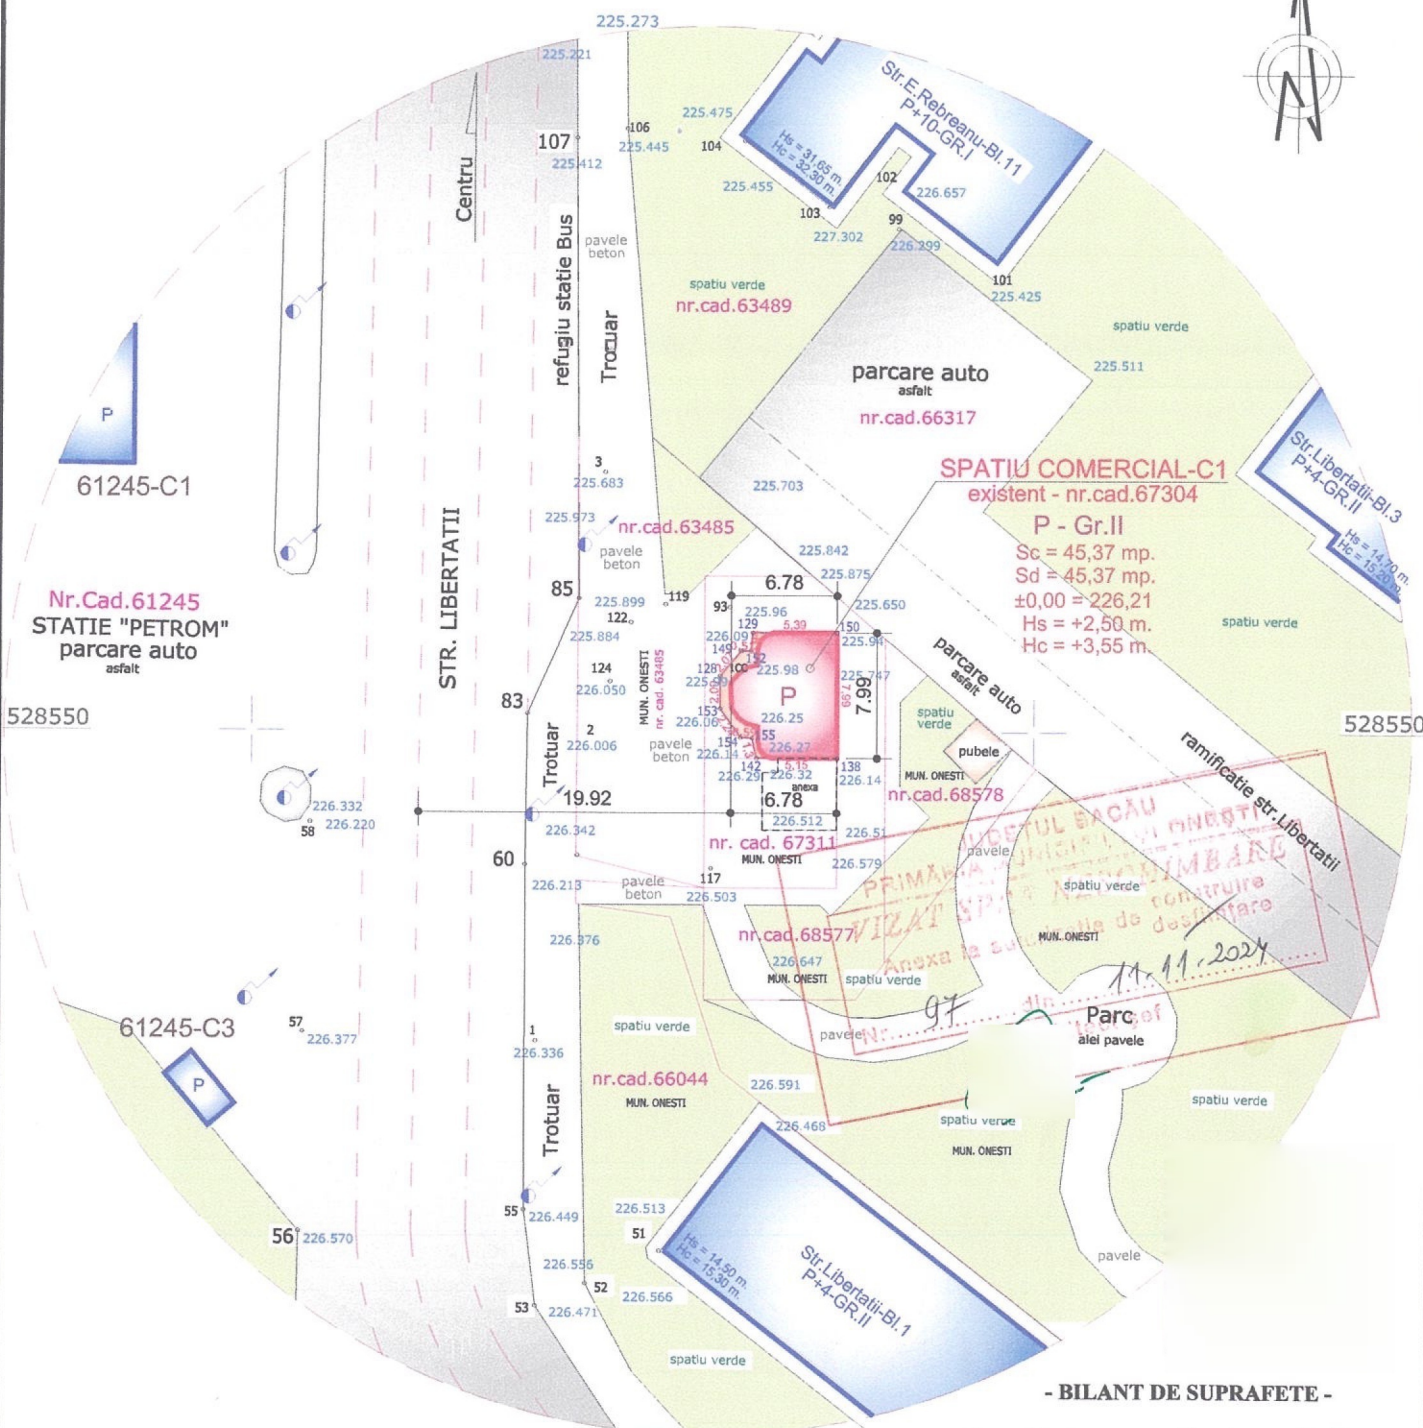 225.273
225.221
107
225.412
106
225.445
225.475
104
225.455
103
227.302
102
226.657
99
226.299
101
225.425
Str.E.Rebreanu-Bl.11
P+10-GR.I
Hs = 31,65 m.
Hc = 32,30 m.
Centru
refugiu statie Bus
pavele
beton
Trotuar
spatiu verde
nr.cad.63489
spatiu verde
225.511
parcare auto
asfalt
nr.cad.66317
P
61245-C1
3
225.683
225.703
225.973
nr.cad.63485
pavele
beton
SPATIU COMERCIAL-C1
existent - nr.cad.67304
P - Gr.II
Sc = 45,37 mp.
Sd = 45,37 mp.
±0,00 = 226,21
Hs = +2,50 m.
Hc = +3,55 m.
Str.Libertatii-Bl.3
P+4-GR.II
Hs = 14,70 m.
Hc = 15,20 m.
STR. LIBERTATII
Nr.Cad.61245
STATIE "PETROM"
parcare auto
asfalt
85
225.899
119
122
225.884
124
226.050
MUN. ONESTI
nr. cad. 63485
225.842
225.875
6.78
93
225.96
225.650
129
5.39
150
226.09
225.94
149
152
128
100
225.98
225.747
P
7.99
7.99
153
226.06
226.25
154
155
226.14
226.27
142
5.15
138
226.29
226.32
226.14
anexa
6.78
226.512
226.51
spatiu verde
parcare auto
asfalt
spatiu
verde
pubele
MUN. ONESTI
nr.cad.68578
ramificatie str.Libertatii
528550
528550
83
2
226.006
pavele
beton
Trotuar
19.92
226.332
226.220
58
226.342
60
226.213
nr. cad. 67311
MUN. ONESTI
226.579
117
226.503
pavele
beton
226.376
nr.cad.68577
226.647
MUN. ONESTI
spatiu verde
pavele
spatiu verde
MUN. ONESTI
JUDEŢUL BACĂU
VIZAT SPRE NESCHIMBARE
Anexa la autorizatia de construire
desfiinţare
Nr. 97 din 11.11.2024
Parc
alei pavele
pavele
61245-C3
P
57
226.377
1
226.336
spatiu verde
nr.cad.66044
MUN. ONESTI
226.591
226.468
spatiu verde
MUN. ONESTI
spatiu verde
Trotuar
55
226.449
226.513
51
56
226.570
226.556
52
226.566
53
226.471
Hs = 14,50 m.
Hc = 15,30 m.
Str.Libertatii-Bl.1
P+4-GR.II
pavele
spatiu verde
- BILANT DE SUPRAFETE -